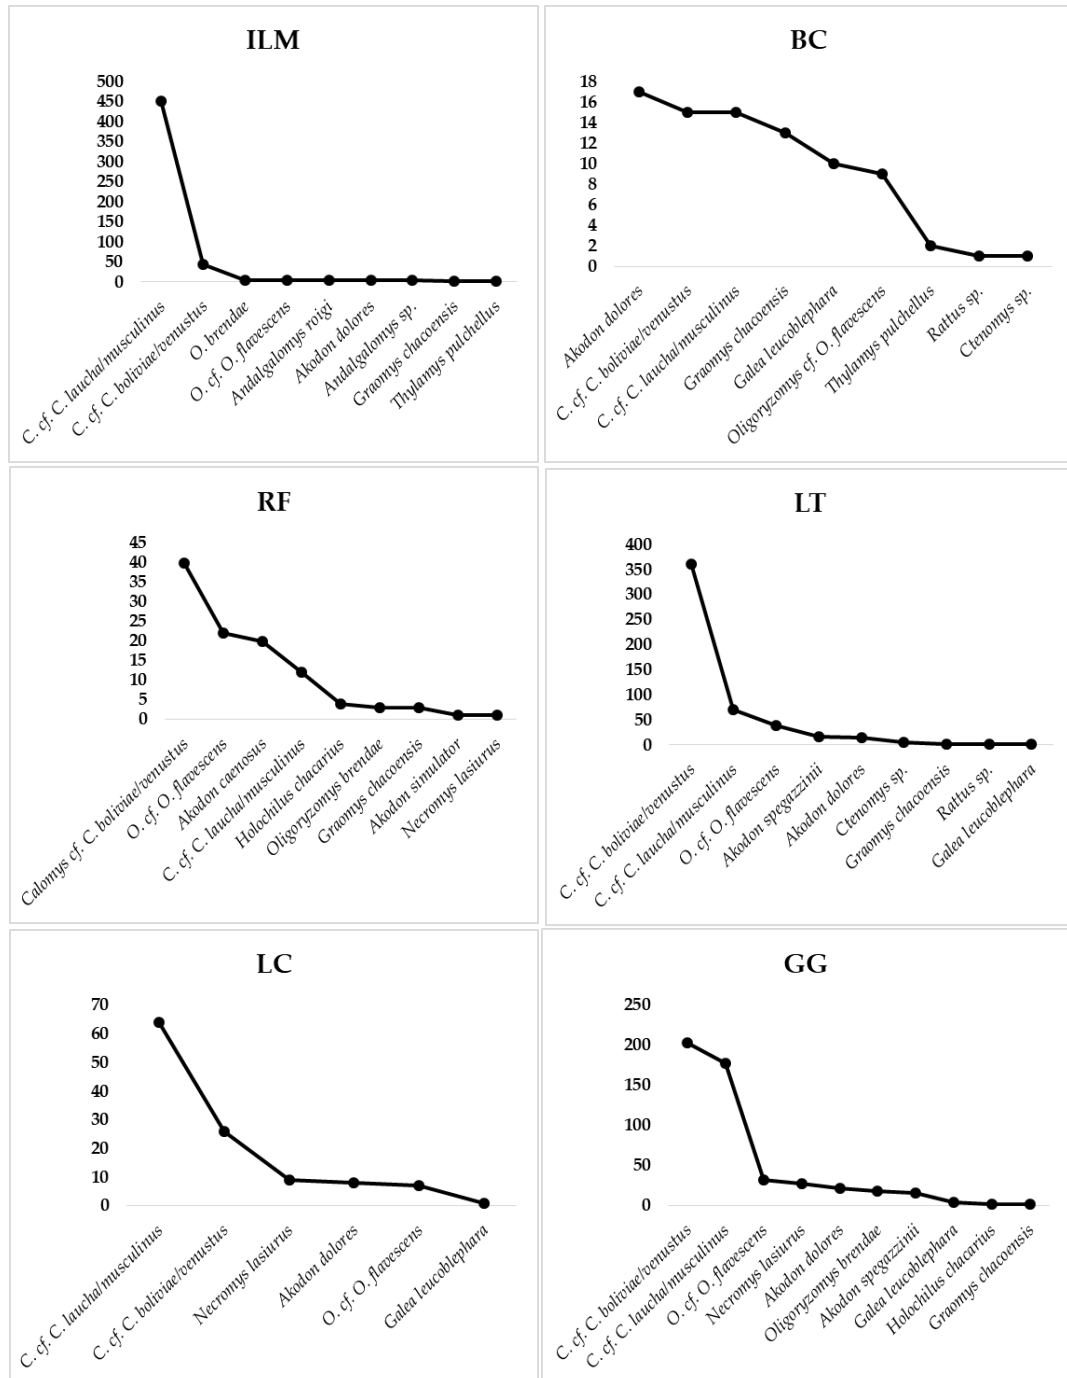 ILM
500
450
400
350
300
250
200
150
100
50
0
C. cf. C. laucha/musculinus
C. cf. C. boliviae/venustus
O. brendae
O. cf. O. flavescens
Andalgalomys roigi
Akodon dolores
Andalgalomys sp.
Graomys chacoensis
Thylamys pulchellus
BC
18
16
14
12
10
8
6
4
2
0
Akodon dolores
C. cf. C. boliviae/venustus
C. cf. C. laucha/musculinus
Graomys chacoensis
Galea leucoblephara
Oligoryzomys cf. O. flavescens
Thylamys pulchellus
Rattus sp.
Ctenomys sp.
RF
45
40
35
30
25
20
15
10
5
0
Calomys cf. C. boliviae/venustus
O. cf. O. flavescens
Akodon caenosus
C. cf. C. laucha/musculinus
Holochilus chacarius
Oligoryzomys brendae
Graomys chacoensis
Akodon simulator
Necromys lasiurus
LT
400
350
300
250
200
150
100
50
0
C. cf. C. boliviae/venustus
C. cf. C. laucha/musculinus
O. cf. O. flavescens
Akodon spegazzinii
Akodon dolores
Ctenomys sp.
Graomys chacoensis
Rattus sp.
Galea leucoblephara
LC
70
60
50
40
30
20
10
0
C. cf. C. laucha/musculinus
C. cf. C. boliviae/venustus
Necromys lasiurus
Akodon dolores
O. cf. O. flavescens
Galea leucoblephara
GG
250
200
150
100
50
0
C. cf. C. boliviae/venustus
C. cf. C. laucha/musculinus
O. cf. O. flavescens
Necromys lasiurus
Akodon dolores
Oligoryzomys brendae
Akodon spegazzinii
Galea leucoblephara
Holochilus chacarius
Graomys chacoensis